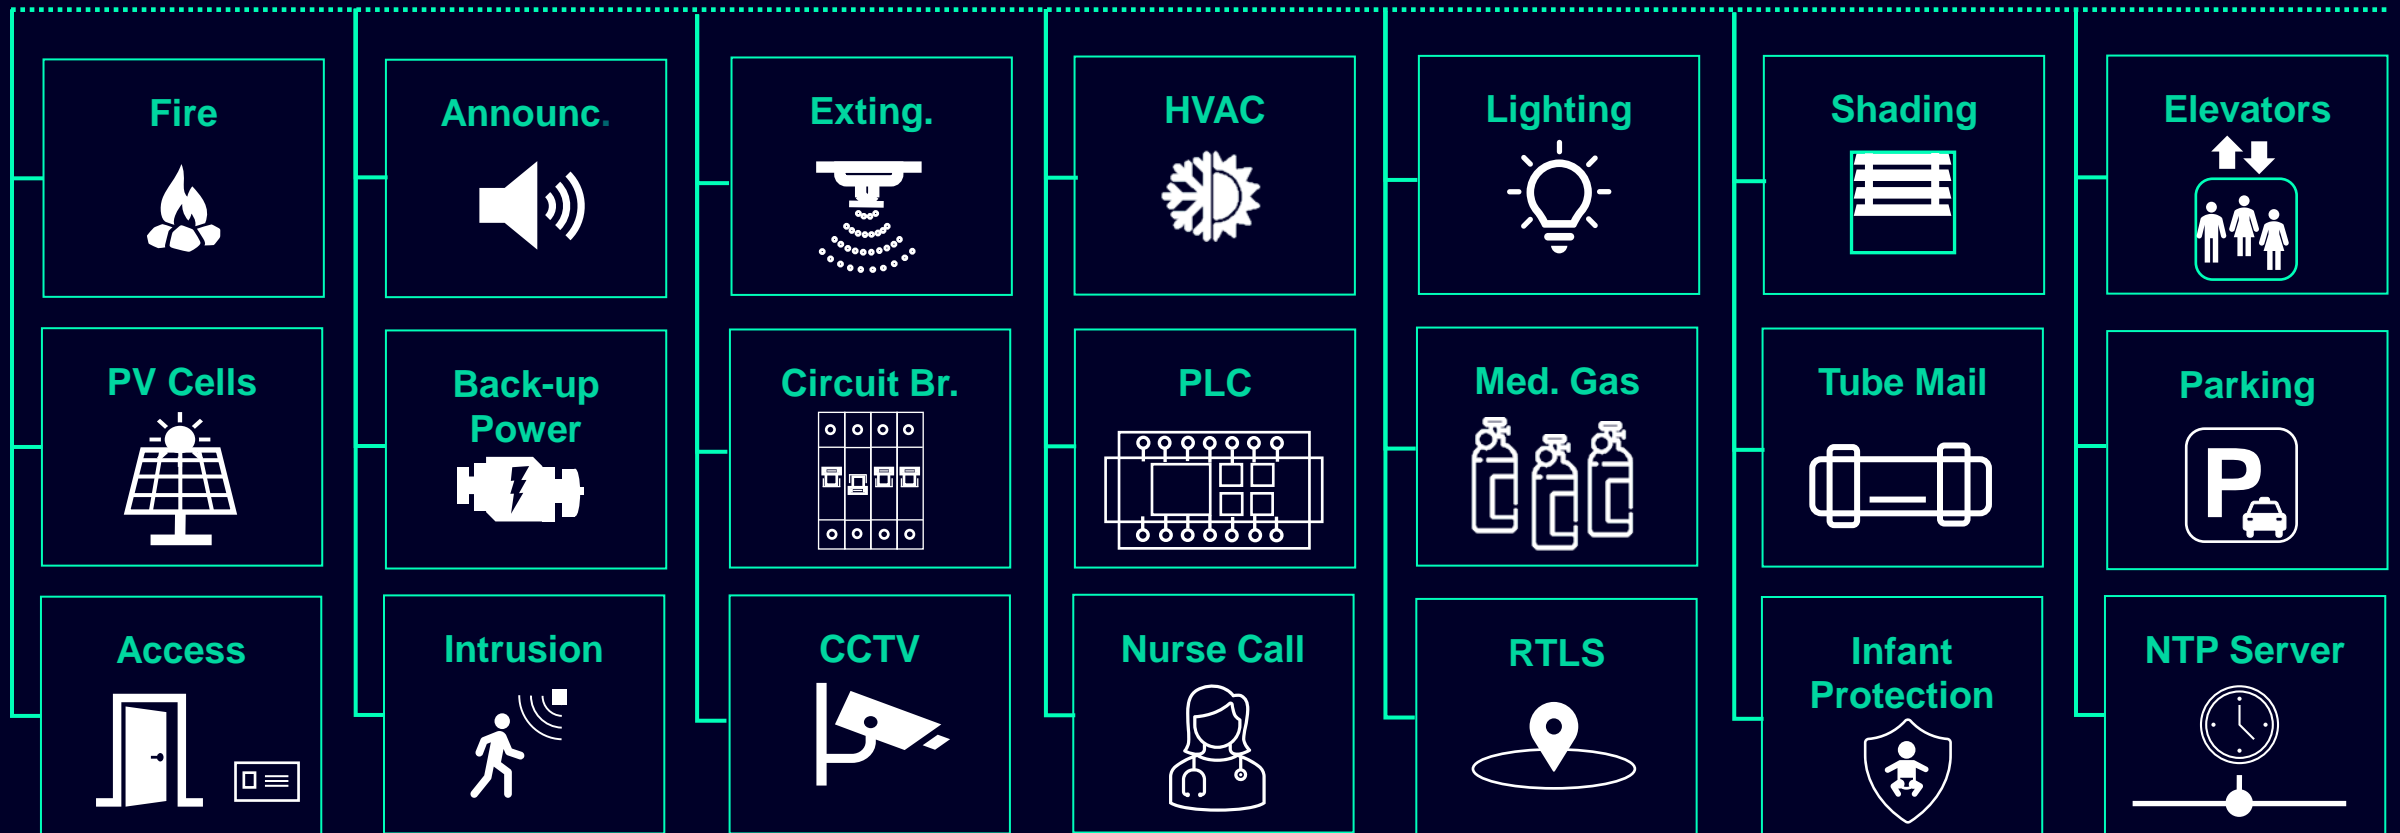 Fire
Announc.
Exting.
HVAC
Lighting
Shading
Elevators
PV Cells
Back-up
Power
Circuit Br.
PLC
Med. Gas
Tube Mail
Parking
P
Access
Intrusion
CCTV
Nurse Call
RTLS
Infant
Protection
NTP Server